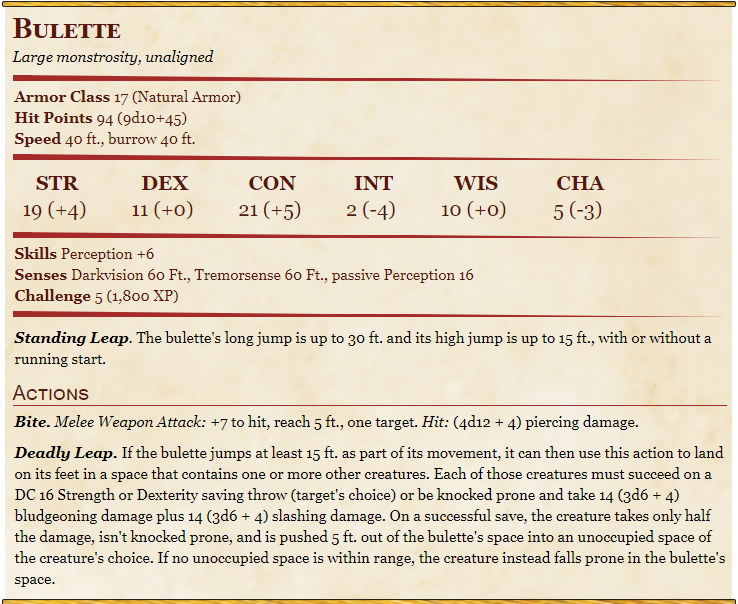 Bulette
Large monstrosity, unaligned
Armor Class 17 (Natural Armor)
Hit Points 94 (9d10+45)
Speed 40 ft., burrow 40 ft.
STR DEX CON INT WIS CHA
19 (+4) 11 (+0) 21 (+5) 2 (-4) 10 (+0) 5 (-3)
Skills Perception +6
Senses Darkvision 60 Ft., Tremorsense 60 Ft., passive Perception 16
Challenge 5 (1,800 XP)
Standing Leap. The bulette's long jump is up to 30 ft. and its high jump is up to 15 ft., with or without a
running start.
Actions
Bite. Melee Weapon Attack: +7 to hit, reach 5 ft., one target. Hit: (4d12 + 4) piercing damage.
Deadly Leap. If the bulette jumps at least 15 ft. as part of its movement, it can then use this action to land
on its feet in a space that contains one or more other creatures. Each of those creatures must succeed on a
DC 16 Strength or Dexterity saving throw (target's choice) or be knocked prone and take 14 (3d6 + 4)
bludgeoning damage plus 14 (3d6 + 4) slashing damage. On a successful save, the creature takes only half
the damage, isn't knocked prone, and is pushed 5 ft. out of the bulette's space into an unoccupied space of
the creature's choice. If no unoccupied space is within range, the creature instead falls prone in the bulette's
space.